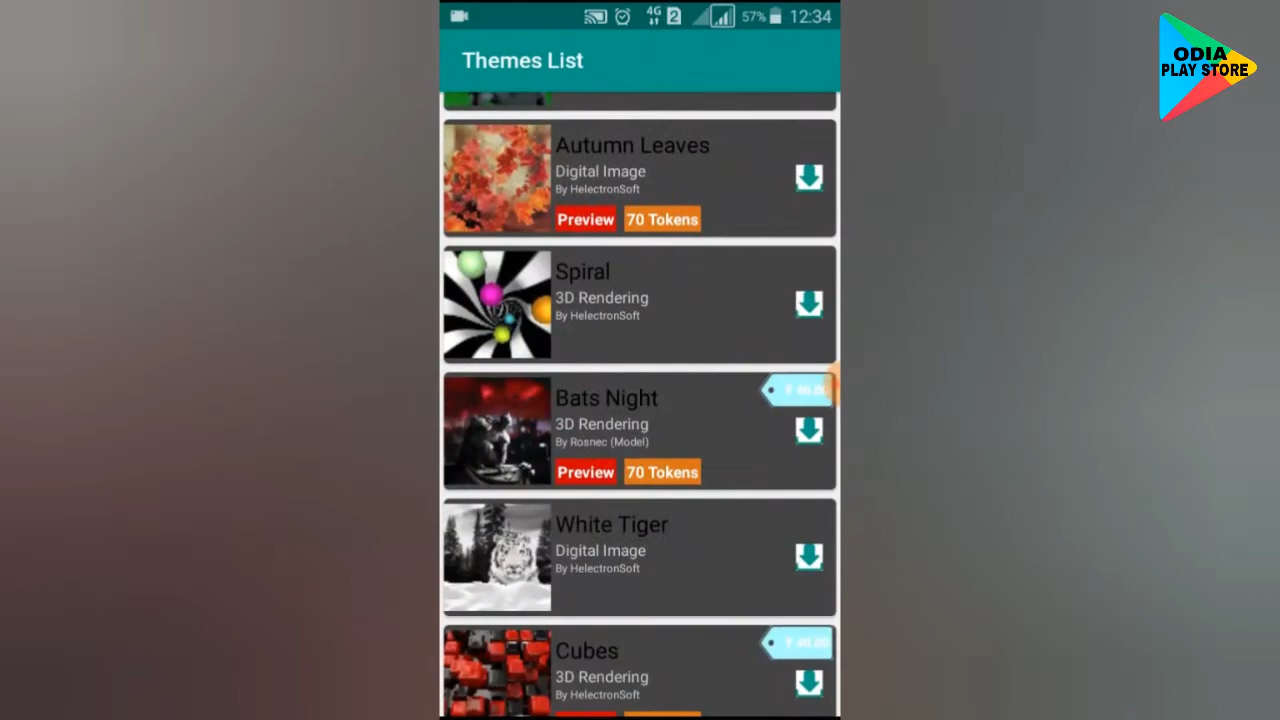 57% 12:34
4G 2
Themes List
ODIA
PLAY STORE
Autumn Leaves
Digital Image
By HelectronSoft
Preview 70 Tokens
Spiral
3D Rendering
By HelectronSoft
Bats Night
3D Rendering
By Rosnec (Model)
Preview 70 Tokens
White Tiger
Digital Image
By HelectronSoft
Cubes
₹ 40.00
3D Rendering
By HelectronSoft